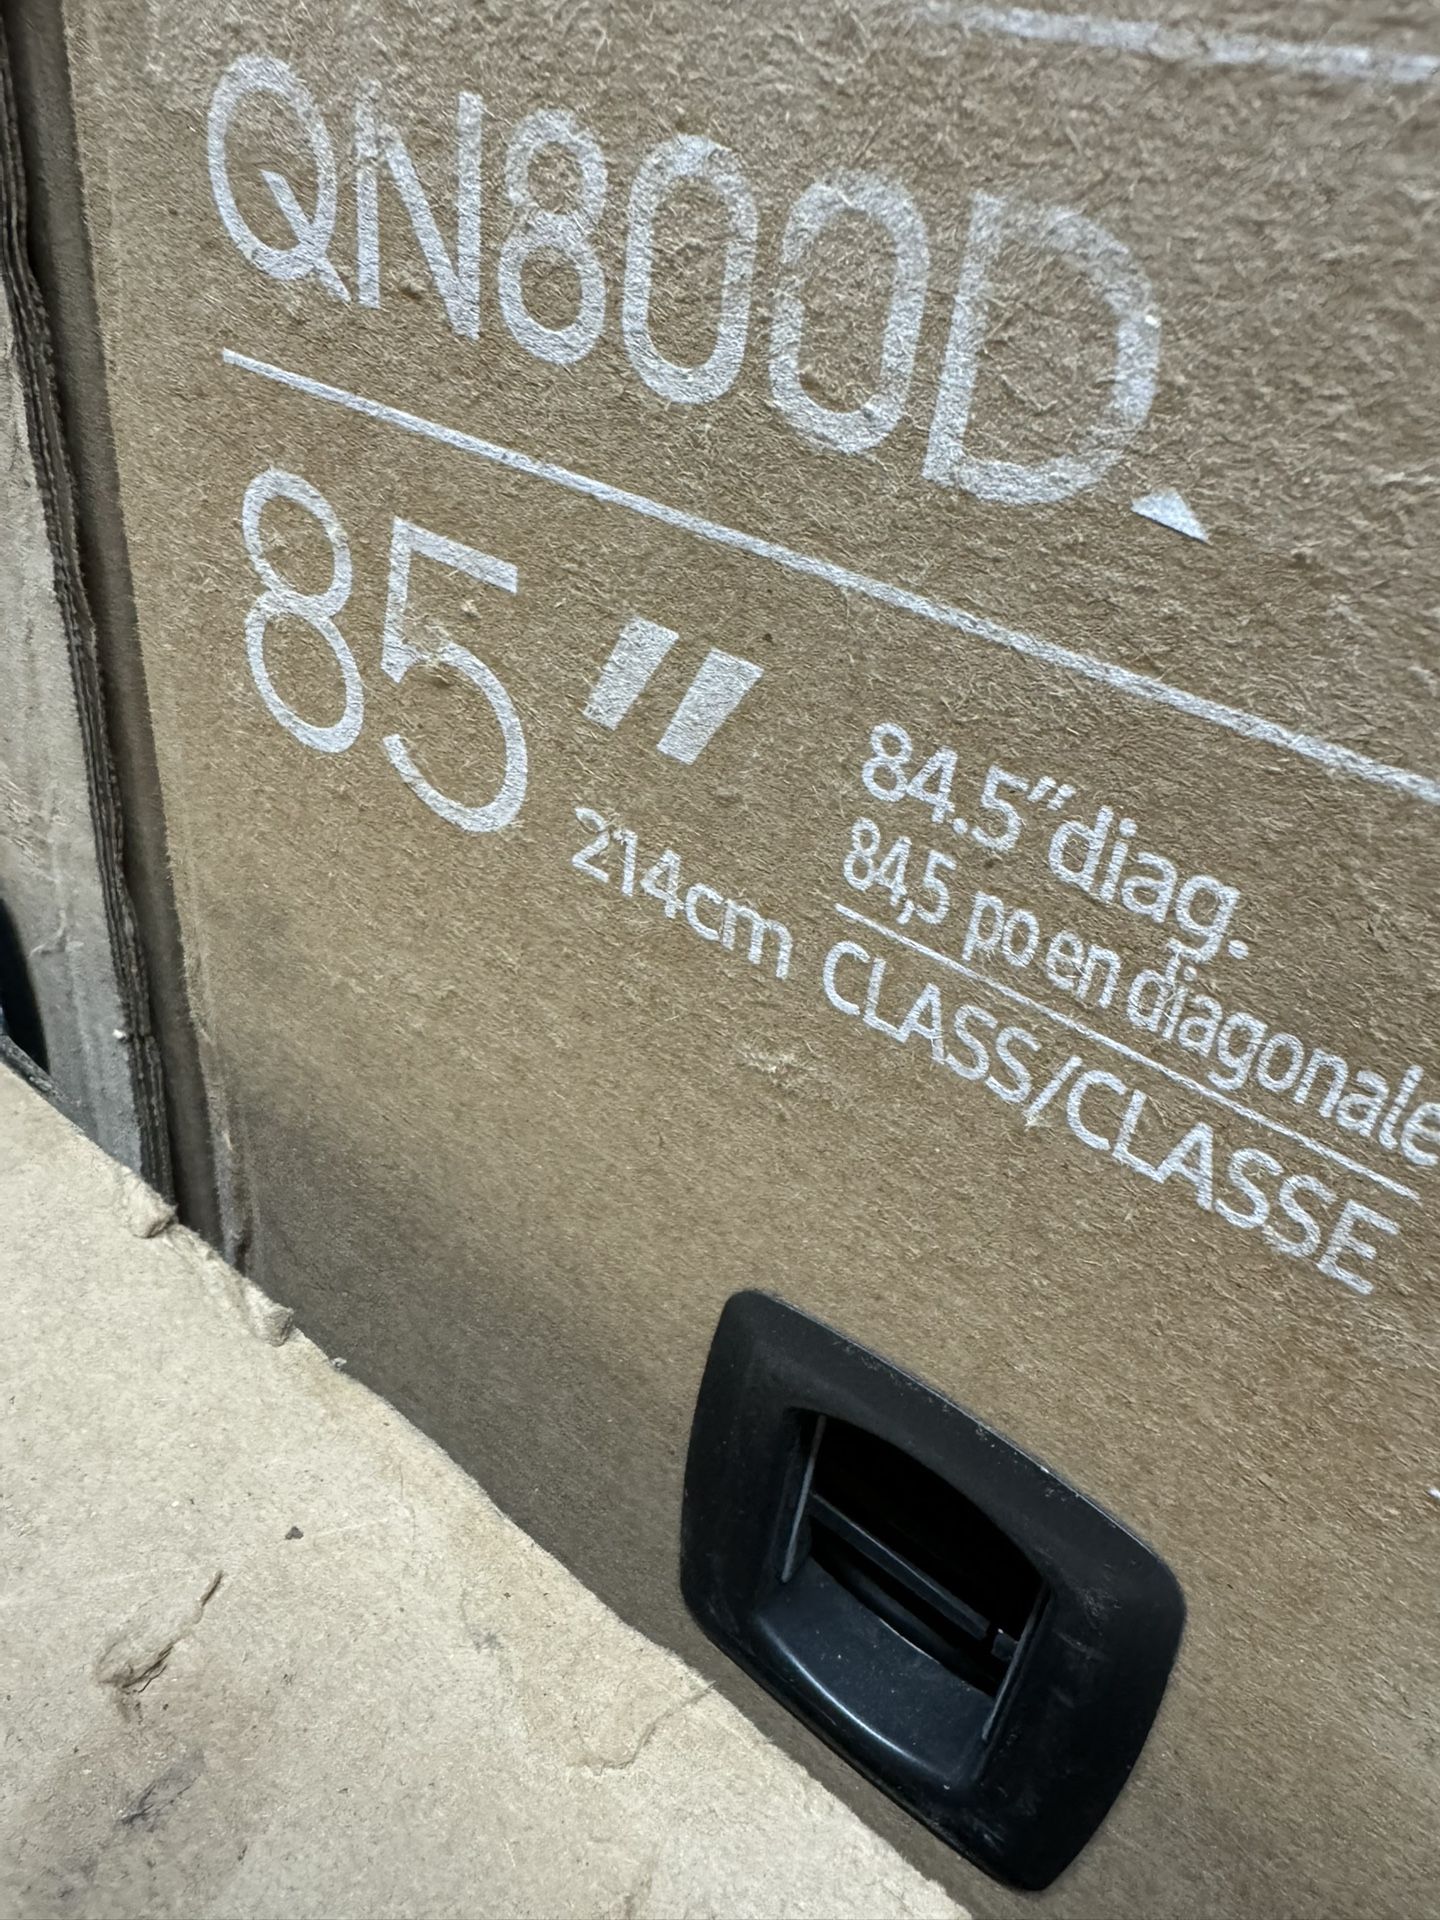 QN800D
85"
84.5" diag.
84,5 po en diagonale
214cm CLASS/CLASSE